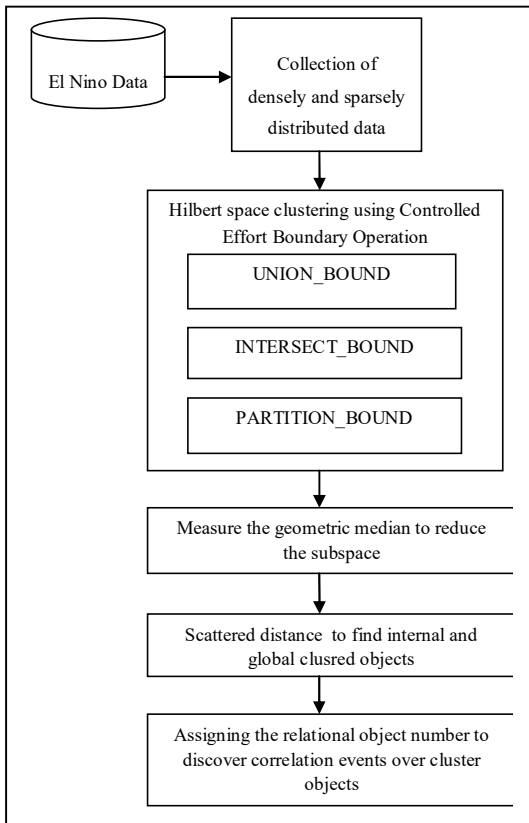 El Nino Data
Collection of
densely and sparsely
distributed data
Hilbert space clustering using Controlled
Effort Boundary Operation
UNION_BOUND
INTERSECT_BOUND
PARTITION_BOUND
Measure the geometric median to reduce
the subspace
Scattered distance to find internal and
global clusred objects
Assigning the relational object number to
discover correlation events over cluster
objects